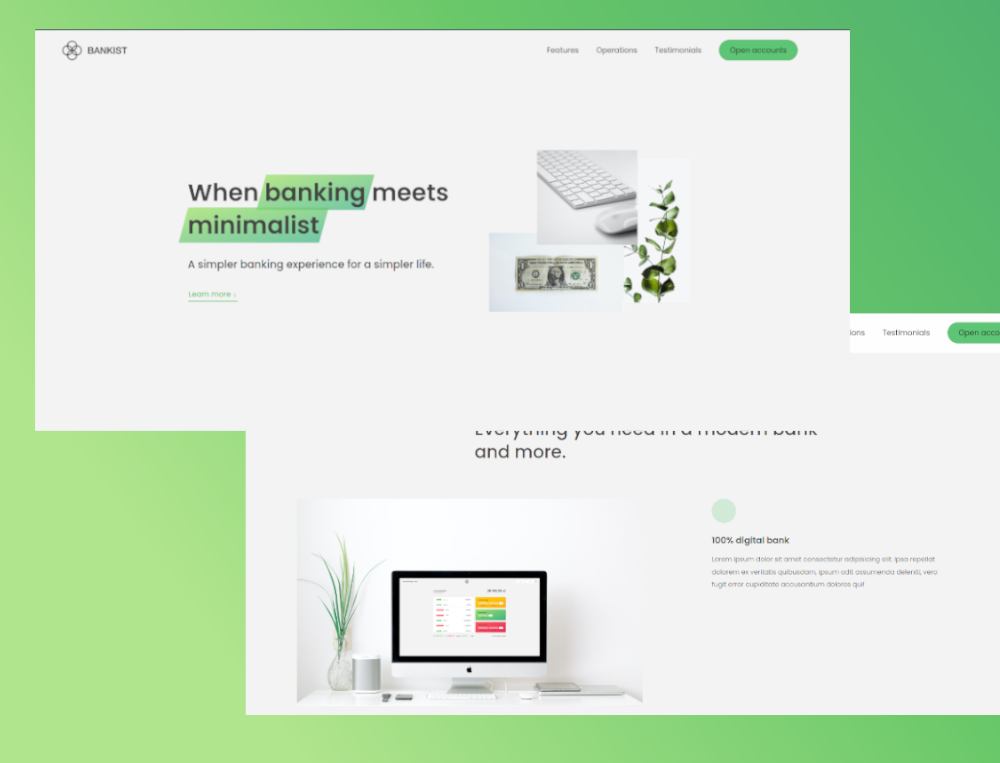 BANKIST
Features Operations Testimonials Open accounts
When banking meets
minimalist
A simpler banking experience for a simpler life.
Learn more ↓
ions Testimonials Open acco
Everything you need in a modern bank
and more.
100% digital bank
Lorem ipsum dolor sit amet consectetur adipisicing elit. Ipsa repellat
dolorem ex veritatis quibusdam, ipsum odit assumenda deleniti, vero
fugit error cupiditate accusantium dolores qui!